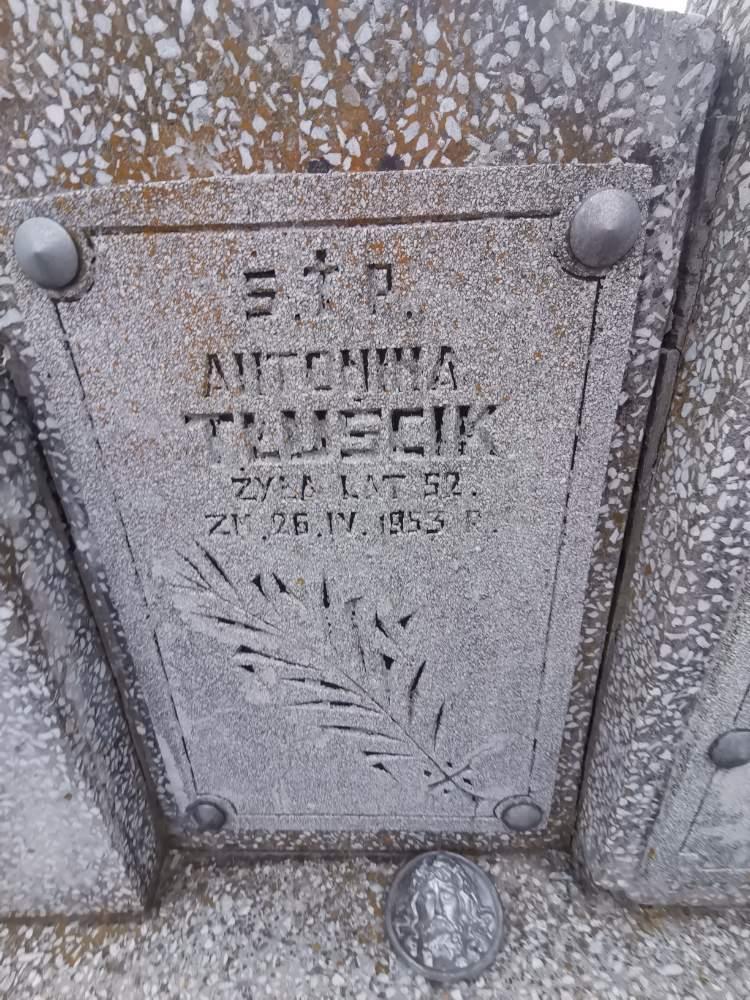 Ś.†P.
ANTONINA
TŁUŚCIK
ŻYŁA LAT 52.
ZM. 26.IV.1953 R.